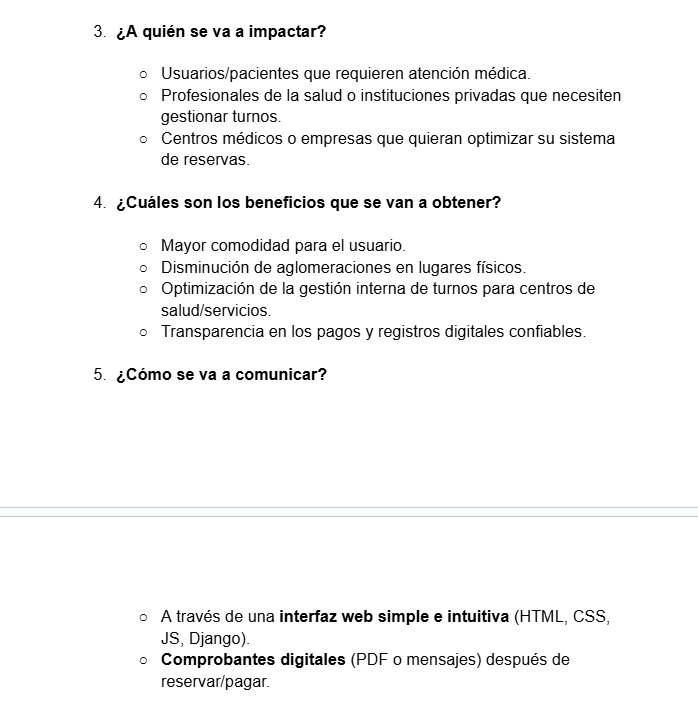 3. ¿A quién se va a impactar?
○ Usuarios/pacientes que requieren atención médica.
○ Profesionales de la salud o instituciones privadas que necesiten
gestionar turnos.
○ Centros médicos o empresas que quieran optimizar su sistema
de reservas.
4. ¿Cuáles son los beneficios que se van a obtener?
○ Mayor comodidad para el usuario.
○ Disminución de aglomeraciones en lugares físicos.
○ Optimización de la gestión interna de turnos para centros de
salud/servicios.
○ Transparencia en los pagos y registros digitales confiables.
5. ¿Cómo se va a comunicar?
○ A través de una interfaz web simple e intuitiva (HTML, CSS,
JS, Django).
○ Comprobantes digitales (PDF o mensajes) después de
reservar/pagar.